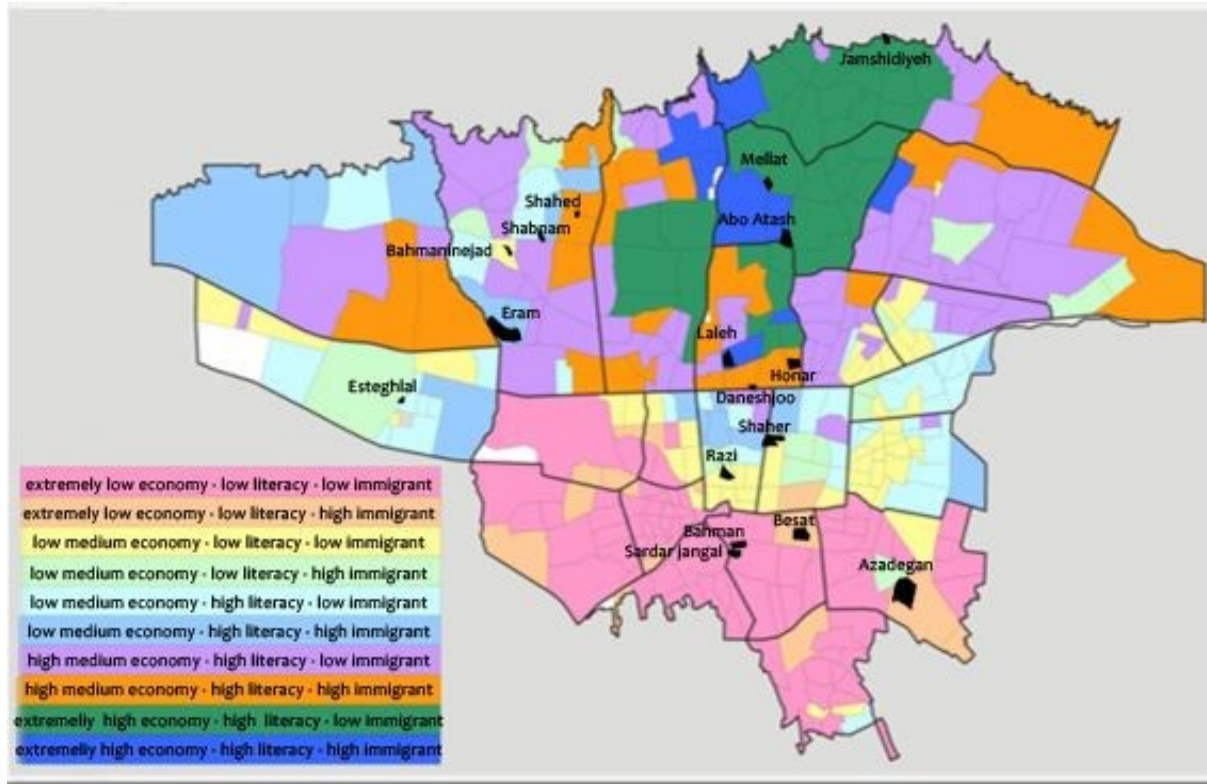 Jamshidiyeh
Mellat
Shahed
Abo Atash
Shabnam
Bahmaninejad
Eram
Laleh
Honar
Esteghlal
Daneshjoo
Shaher
Razi
Besat
Bahman
Sardar jangal
Azadegan
extremely low economy - low literacy - low immigrant
extremely low economy - low literacy - high immigrant
low medium economy - low literacy - low immigrant
low medium economy - low literacy - high immigrant
low medium economy - high literacy - low immigrant
low medium economy - high literacy - high immigrant
high medium economy - high literacy - low immigrant
high medium economy - high literacy - high immigrant
extremeliy high economy - high literacy - low immigrant
extremeliy high economy - high literacy - high immigrant